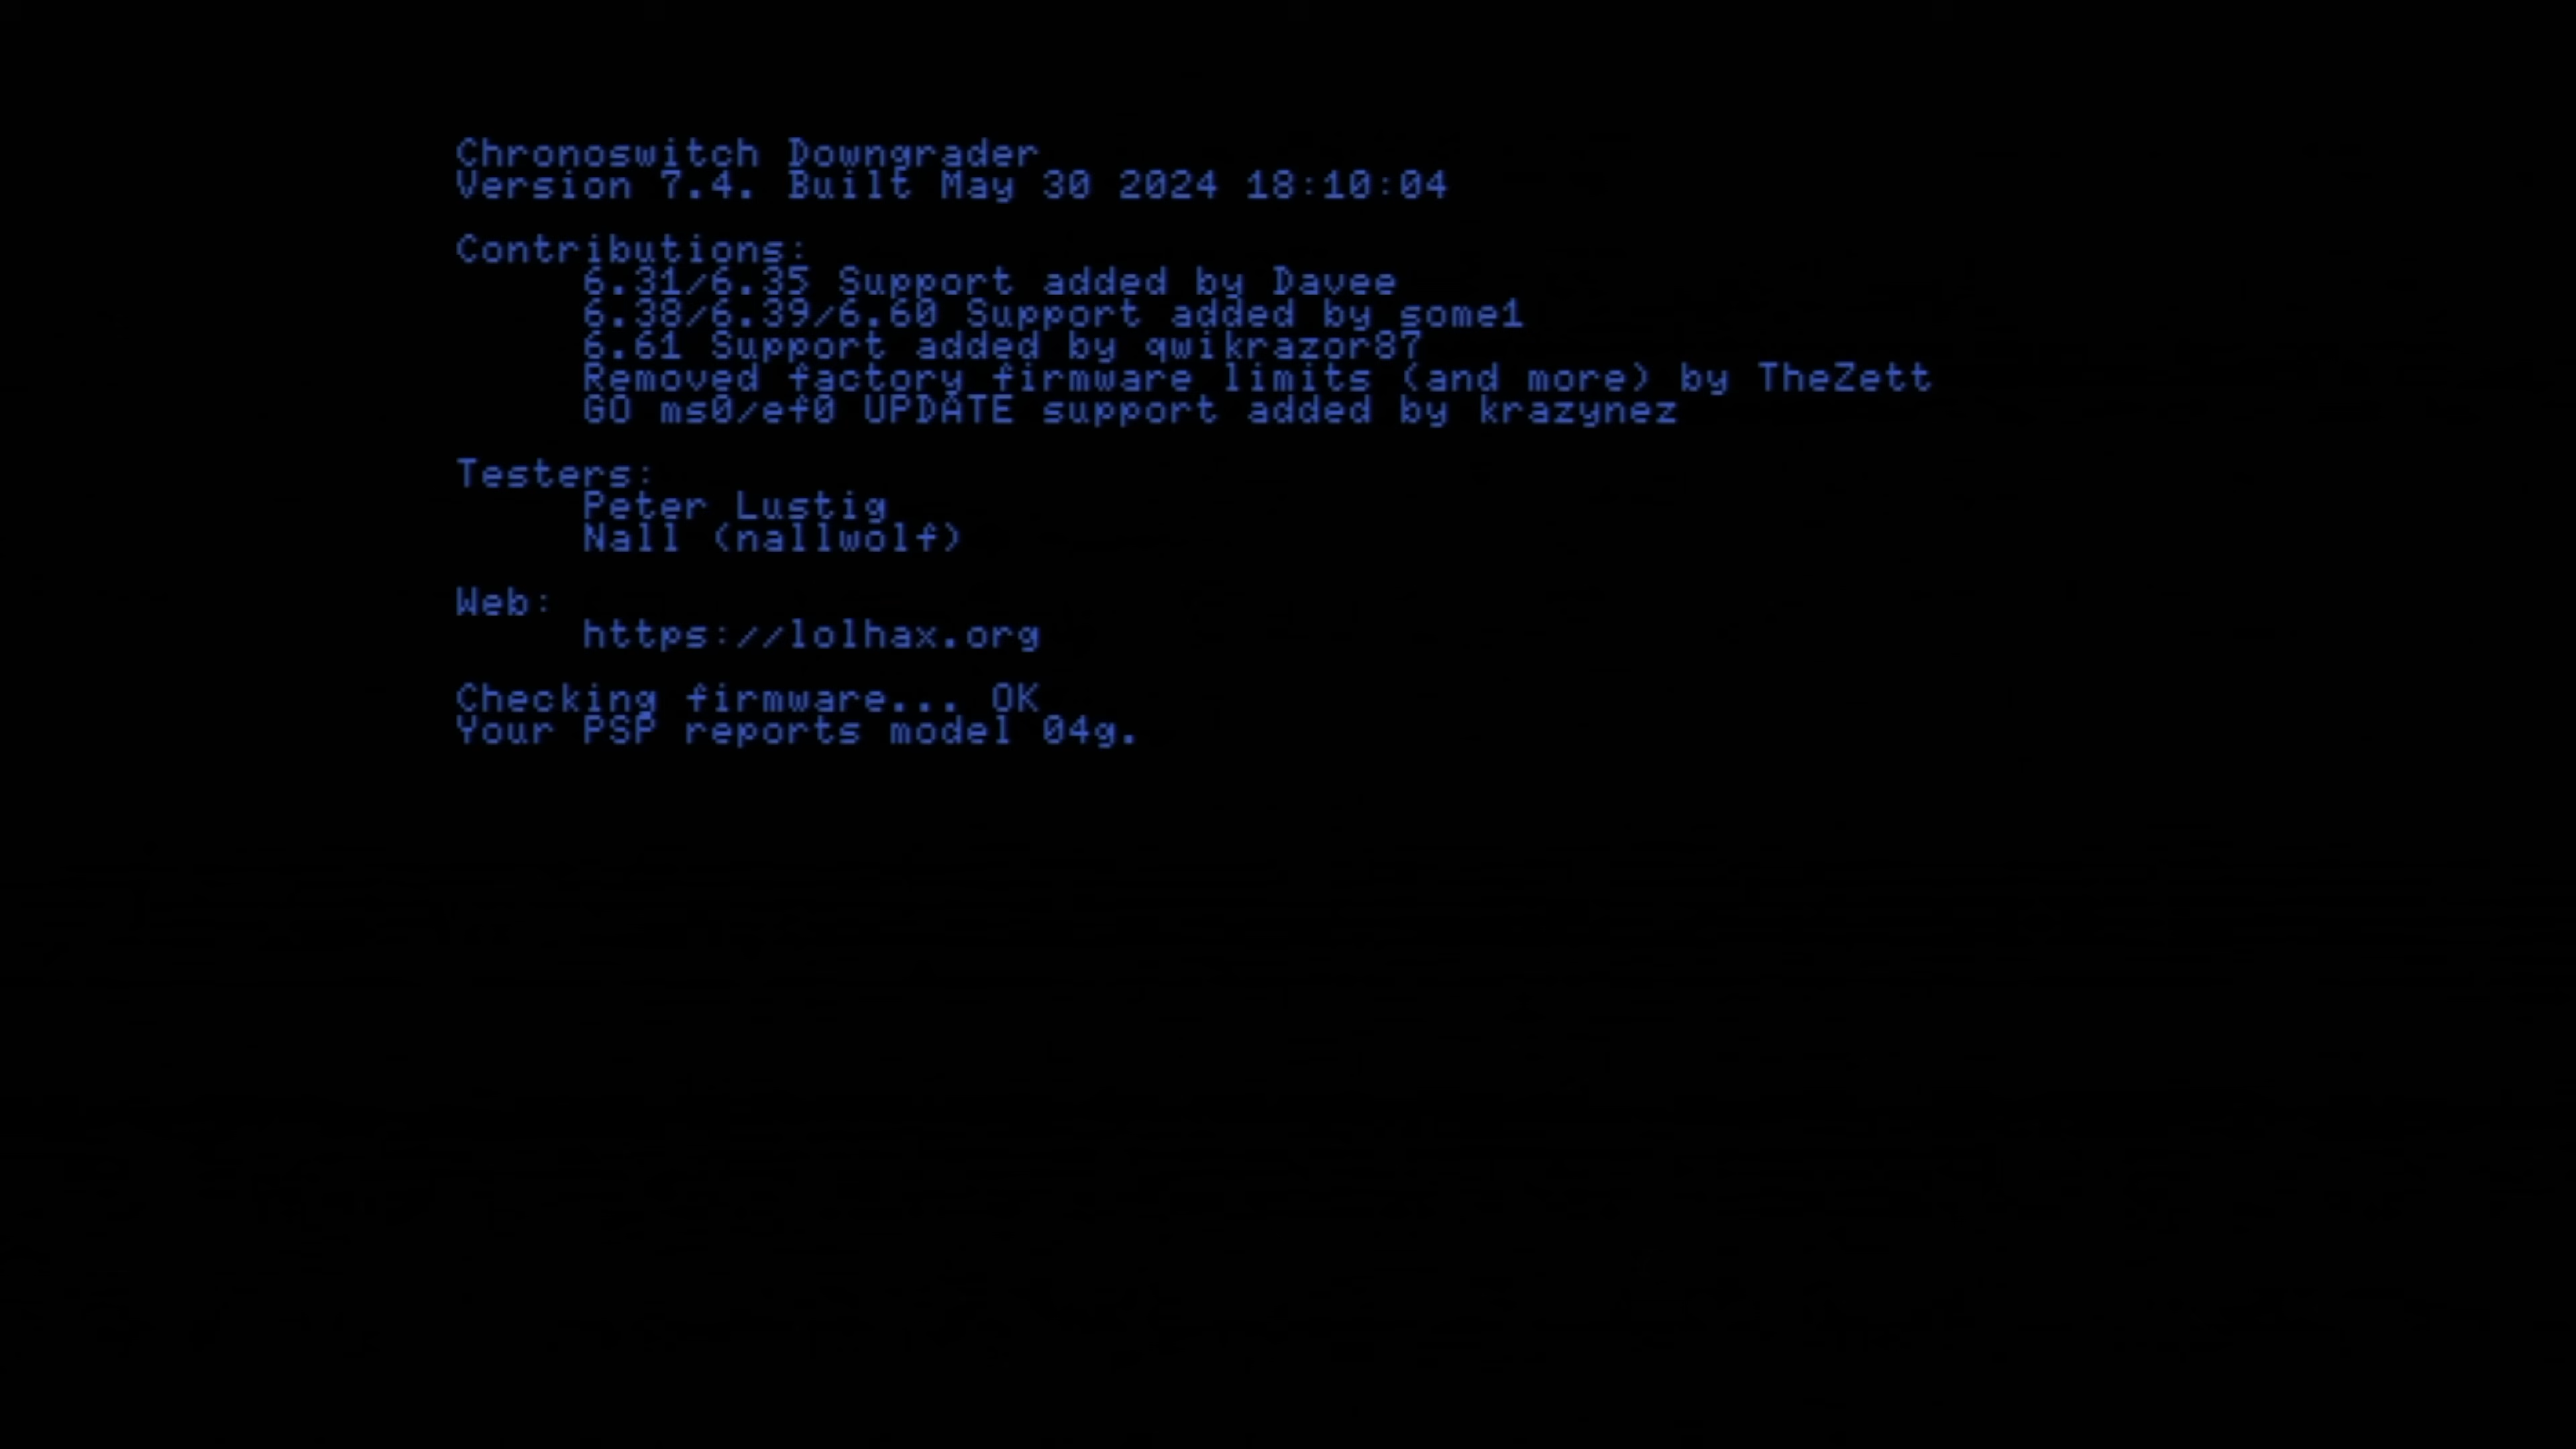 Chronoswitch Downgrader
Version 7.4. Built May 30 2024 18:10:04
Contributions:
6.31/6.35 Support added by Davee
6.38/6.39/6.60 Support added by some1
6.61 Support added by qwikrazor87
Removed factory firmware limits (and more) by TheZett
GO ms0/ef0 UPDATE support added by krazynez
Testers:
Peter Lustig
Nall (nallwolf)
Web:
https://lolhax.org
Checking firmware... OK
Your PSP reports model 04g.